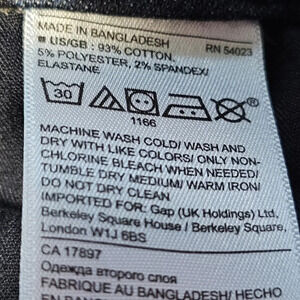 MADE IN BANGLADESH RN 54023
■ US/GB : 93% COTTON,
5% POLYESTER, 2% SPANDEX/
ELASTANE
30
1166
MACHINE WASH COLD/ WASH AND
DRY WITH LIKE COLORS/ ONLY NON-
CHLORINE BLEACH WHEN NEEDED/
TUMBLE DRY MEDIUM/ WARM IRON/
DO NOT DRY CLEAN
IMPORTED FOR: Gap (UK Holdings) Ltd.
Berkeley Square House / Berkeley Square,
London W1J 6BS
CA 17897
Одежда второго слоя
FABRIQUE AU BANGLADESH/ HECHO
EN BANG